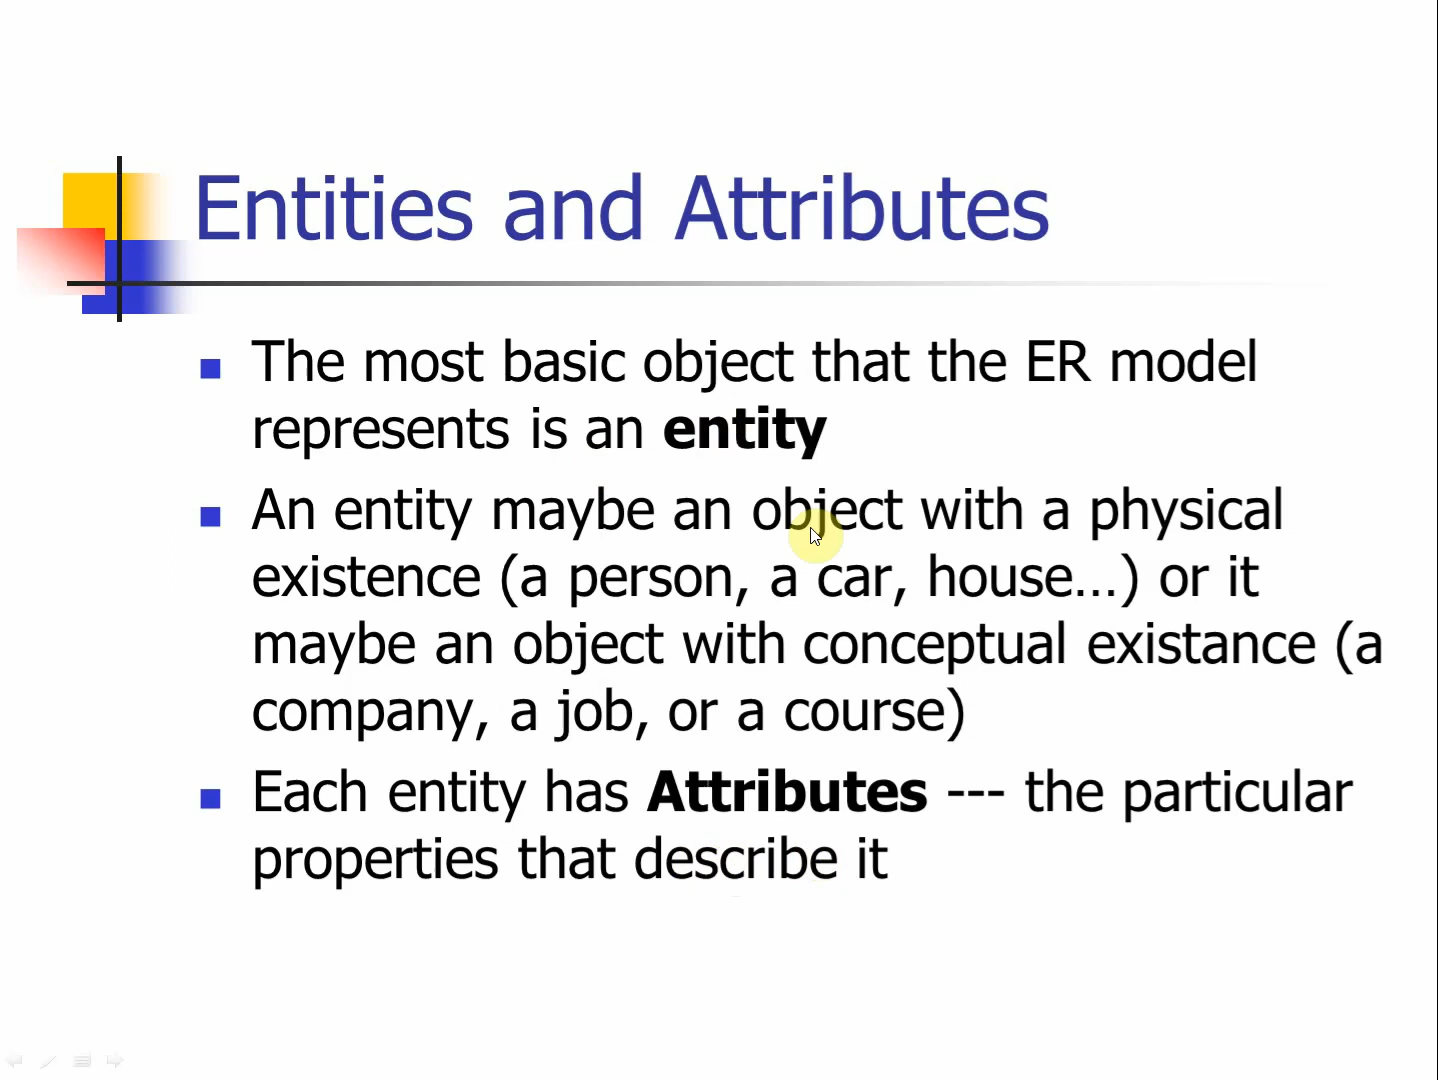 Entities and Attributes
The most basic object that the ER model
represents is an entity
An entity maybe an object with a physical
existence (a person, a car, house...) or it
maybe an object with conceptual existance (a
company, a job, or a course)
Each entity has Attributes --- the particular
properties that describe it